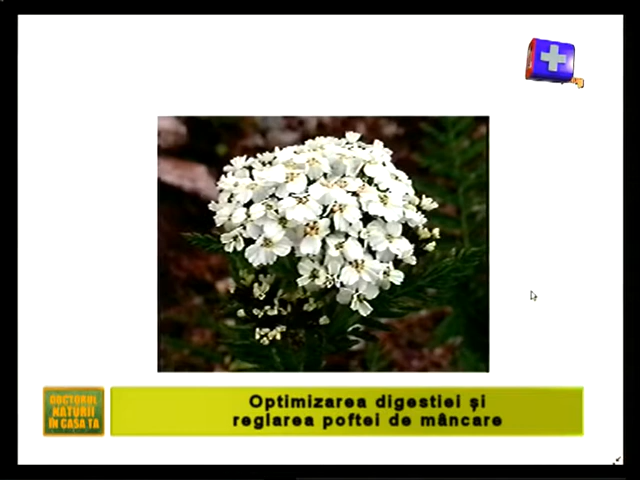 DOCTORUL
NATURII
ÎN CASA TA
Optimizarea digestiei și
reglarea poftei de mâncare